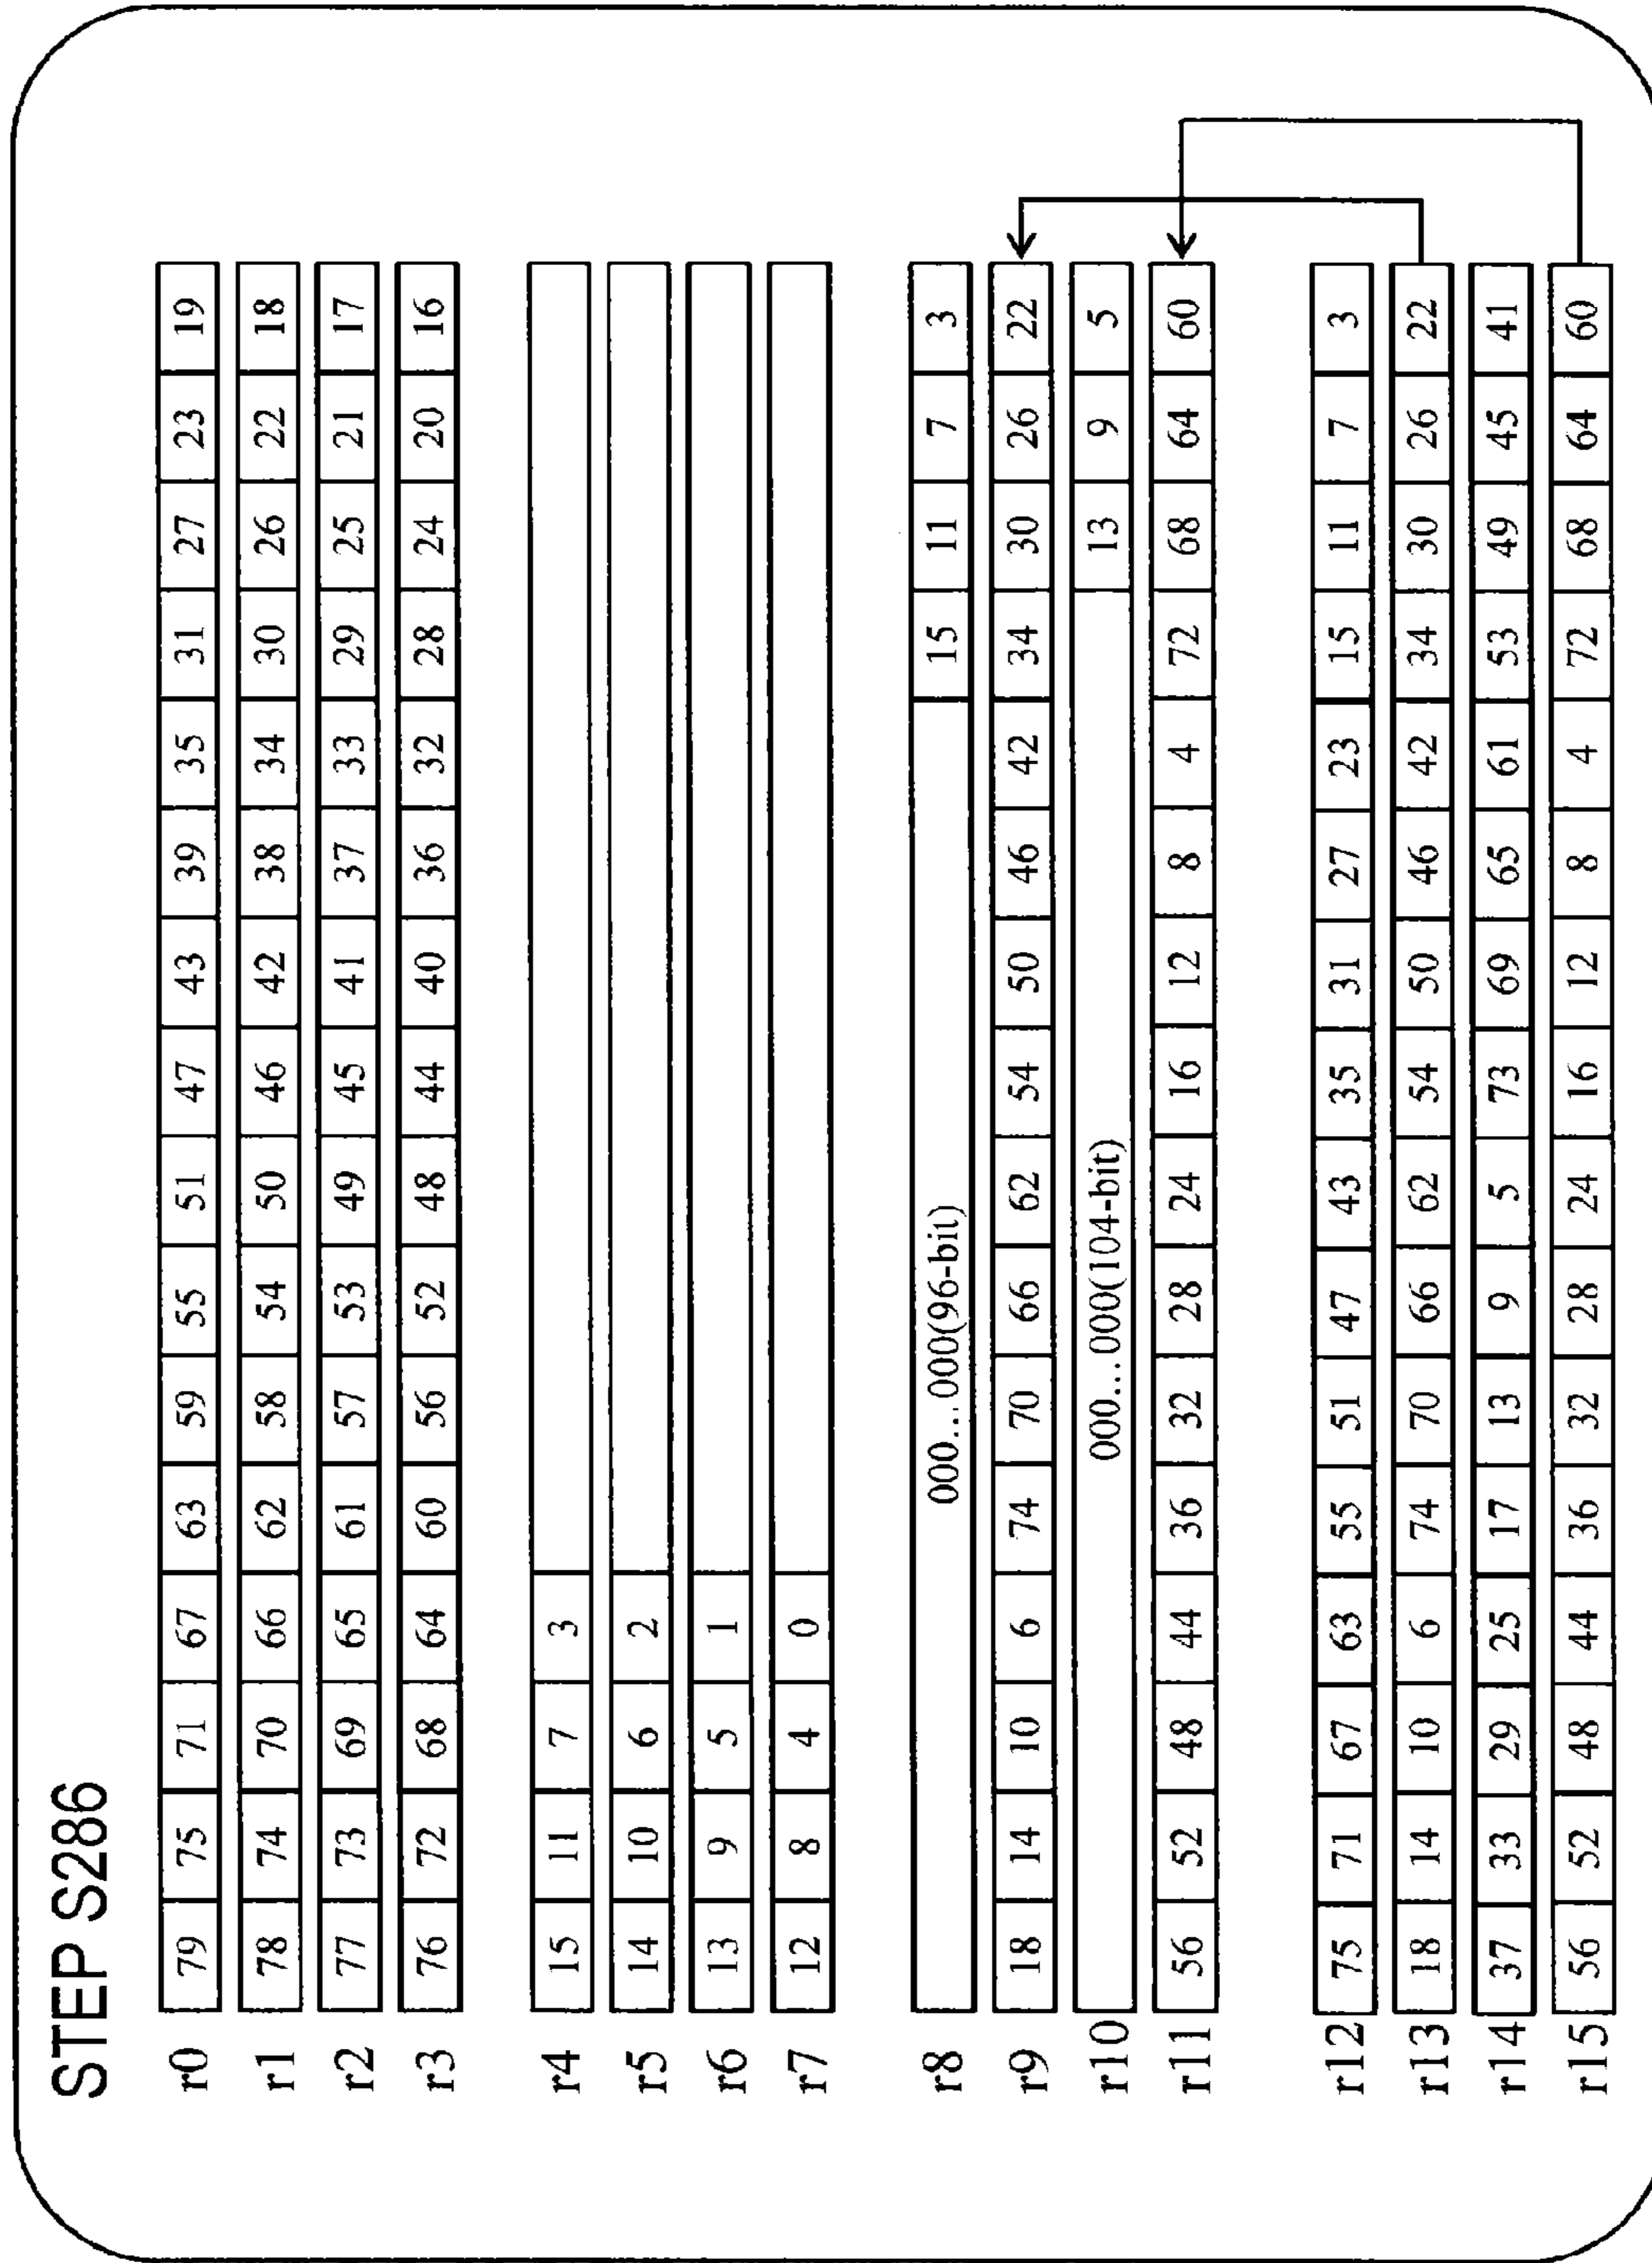 STEP S286
r0 79 75 71 67 63 59 55 51 47 43 39 35 31 27 23 19
r1 78 74 70 66 62 58 54 50 46 42 38 34 30 26 22 18
r2 77 73 69 65 61 57 53 49 45 41 37 33 29 25 21 17
r3 76 72 68 64 60 56 52 48 44 40 36 32 28 24 20 16
r4 15 11 7 3
r5 14 10 6 2
r6 13 9 5 1
r7 12 8 4 0
r8 000...000(96-bit) 15 11 7 3
r9 18 14 10 6 74 70 66 62 54 50 46 42 34 30 26 22
r10 000...000(104-bit) 13 9 5
r11 56 52 48 44 36 32 28 24 16 12 8 4 72 68 64 60
r12 75 71 67 63 55 51 47 43 35 31 27 23 15 11 7 3
r13 18 14 10 6 74 70 66 62 54 50 46 42 34 30 26 22
r14 37 33 29 25 17 13 9 5 73 69 65 61 53 49 45 41
r15 56 52 48 44 36 32 28 24 16 12 8 4 72 68 64 60